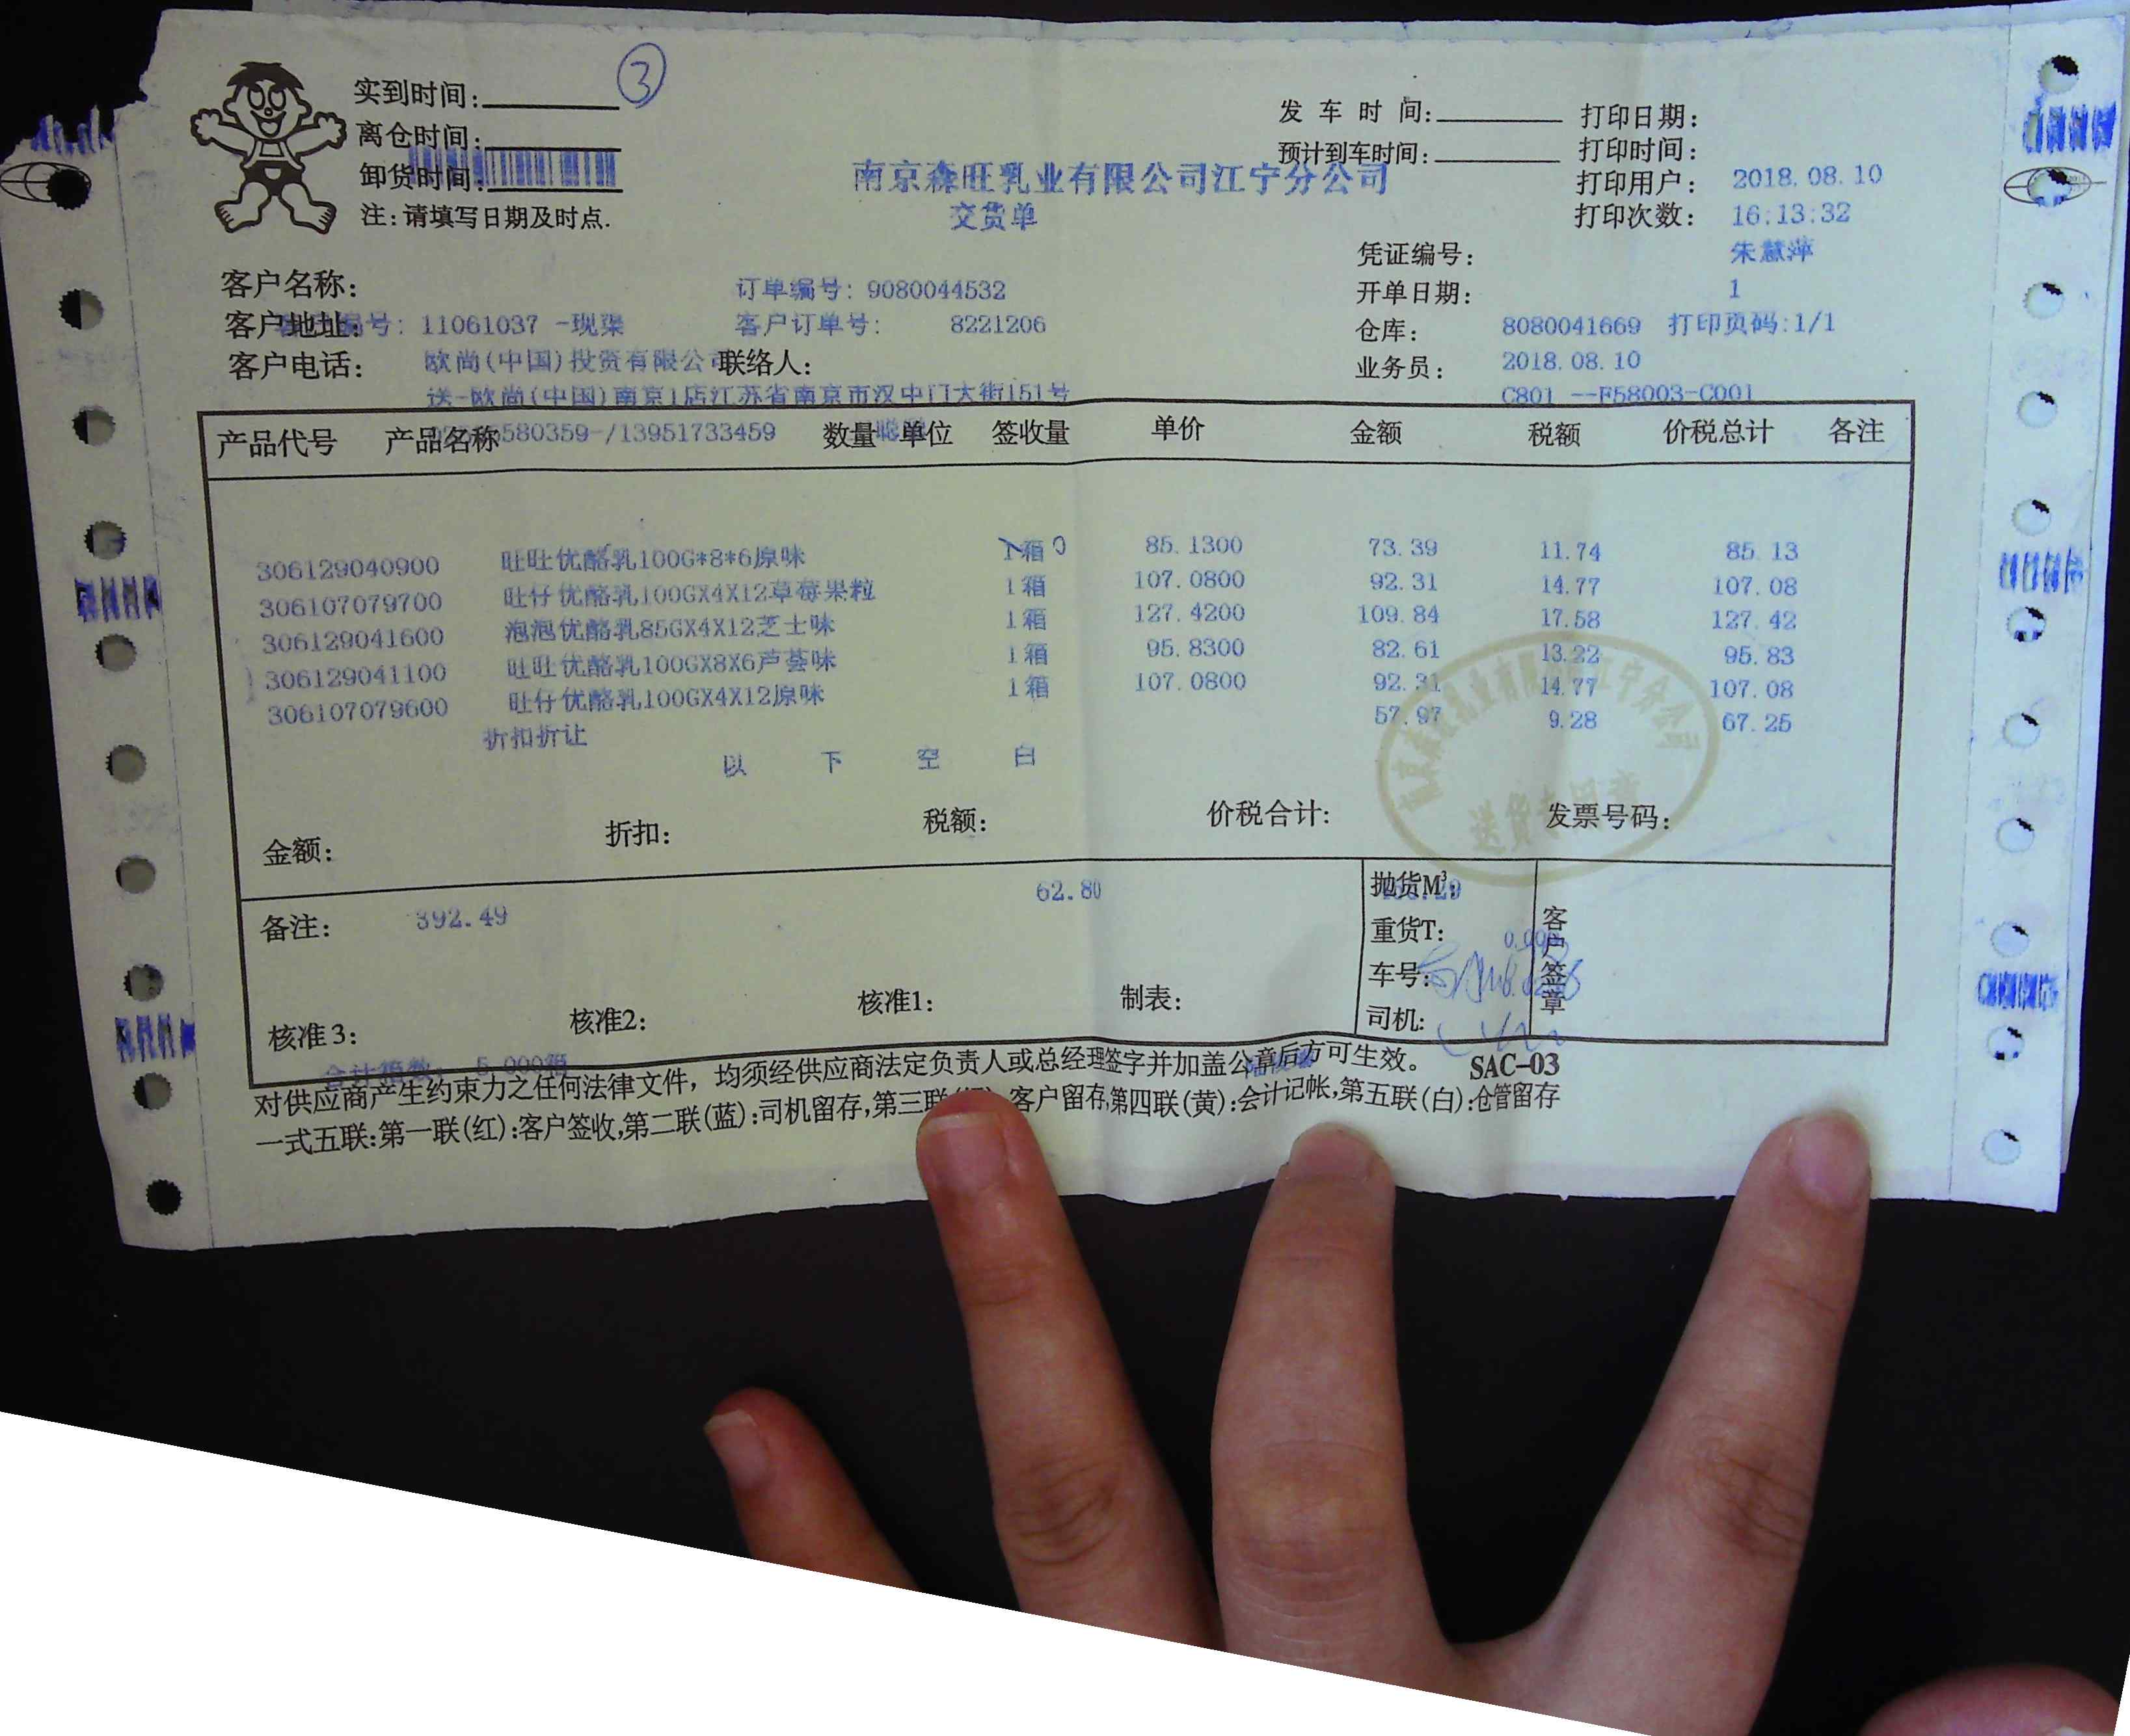 ③
实到时间:
离仓时间:
卸货时间:
注:请填写日期及时点.
发车时间:
预计到车时间:
打印日期:
打印时间:
打印用户: 2018.08.10
打印次数: 16:13:32
朱慧萍
1
南京森旺乳业有限公司江宁分公司
交货单
凭证编号:
开单日期:
仓库: 8080041669 打印页码:1/1
业务员: 2018.08.10
C801 --F58003-C001
客户名称: 订单编号: 9080044532
客户地址: 编号: 11061037 -现渠 客户订单号: 8221206
客户电话: 欧尚(中国)投资有限公司 联络人:
送-欧尚(中国)南京1店江苏省南京市汉中门大街151号
580359-/13951733459
产品代号 产品名称 数量 单位 签收量 单价 金额 税额 价税总计 各注
306129040900 旺旺优酪乳100G*8*6原味 1箱 0 85.1300 73.39 11.74 85.13
306107079700 旺仔优酪乳100GX4X12草莓果粒 1箱 107.0800 92.31 14.77 107.08
306129041600 泡泡优酪乳85GX4X12芝士味 1箱 127.4200 109.84 17.58 127.42
306129041100 旺旺优酪乳100GX8X6芦荟味 1箱 95.8300 82.61 13.22 95.83
306107079600 旺仔优酪乳100GX4X12原味 1箱 107.0800 92.31 14.77 107.08
折扣折让 57.97 9.28 67.25
以下空白
金额: 折扣: 税额: 价税合计: 发票号码:
送货专用章
备注: 392.49 62.80
抛货M³:
重货T:
车号:
司机:
客户签章
核准3: 核准2: 核准1: 制表:
合计箱数: 5.000箱
对供应商产生约束力之任何法律文件，均须经供应商法定负责人或总经理签字并加盖公章后方可生效。 SAC-03
一式五联:第一联(红):客户签收,第二联(蓝):司机留存,第三联 客户留存,第四联(黄):会计记帐,第五联(白):仓管留存